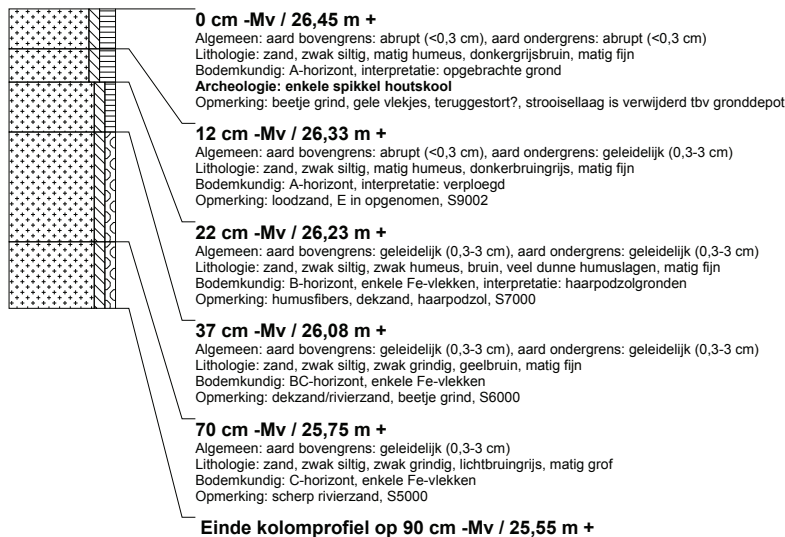 0 cm -Mv / 26,45 m +
Algemeen: aard bovengrens: abrupt (<0,3 cm), aard ondergrens: abrupt (<0,3 cm)
Lithologie: zand, zwak siltig, matig humeus, donkergrijsbruin, matig fijn
Bodemkundig: A-horizont, interpretatie: opgebrachte grond
Archeologie: enkele spikkel houtskool
Opmerking: beetje grind, gele vlekjes, teruggestort?, strooisellaag is verwijderd tbv gronddepot
12 cm -Mv / 26,33 m +
Algemeen: aard bovengrens: abrupt (<0,3 cm), aard ondergrens: geleidelijk (0,3-3 cm)
Lithologie: zand, zwak siltig, matig humeus, donkerbruingrijs, matig fijn
Bodemkundig: A-horizont, interpretatie: verploegd
Opmerking: loodzand, E in opgenomen, S9002
22 cm -Mv / 26,23 m +
Algemeen: aard bovengrens: geleidelijk (0,3-3 cm), aard ondergrens: geleidelijk (0,3-3 cm)
Lithologie: zand, zwak siltig, zwak humeus, bruin, veel dunne humuslagen, matig fijn
Bodemkundig: B-horizont, enkele Fe-vlekken, interpretatie: haarpodzolgronden
Opmerking: humusfibers, dekzand, haarpodzol, S7000
37 cm -Mv / 26,08 m +
Algemeen: aard bovengrens: geleidelijk (0,3-3 cm), aard ondergrens: geleidelijk (0,3-3 cm)
Lithologie: zand, zwak siltig, zwak grindig, geelbruin, matig fijn
Bodemkundig: BC-horizont, enkele Fe-vlekken
Opmerking: dekzand/rivierzand, beetje grind, S6000
70 cm -Mv / 25,75 m +
Algemeen: aard bovengrens: geleidelijk (0,3-3 cm)
Lithologie: zand, zwak siltig, zwak grindig, lichtbruingrijs, matig grof
Bodemkundig: C-horizont, enkele Fe-vlekken
Opmerking: scherp rivierzand, S5000
Einde kolomprofiel op 90 cm -Mv / 25,55 m +